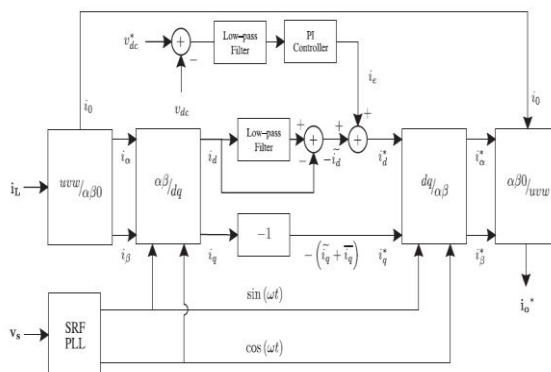 v*dc
+
−
Low–pass
Filter
PI
Controller
vdc
ie
i0
i0
iL
uvw/αβ0
iα
iβ
αβ/dq
id
Low–pass
Filter
+
−
+
+
−ĩd
i*d
iq
−1
−(ĩq + i̅q)
i*q
dq/αβ
i*α
i*β
αβ0/uvw
io*
vs
SRF
PLL
sin (ωt)
cos (ωt)